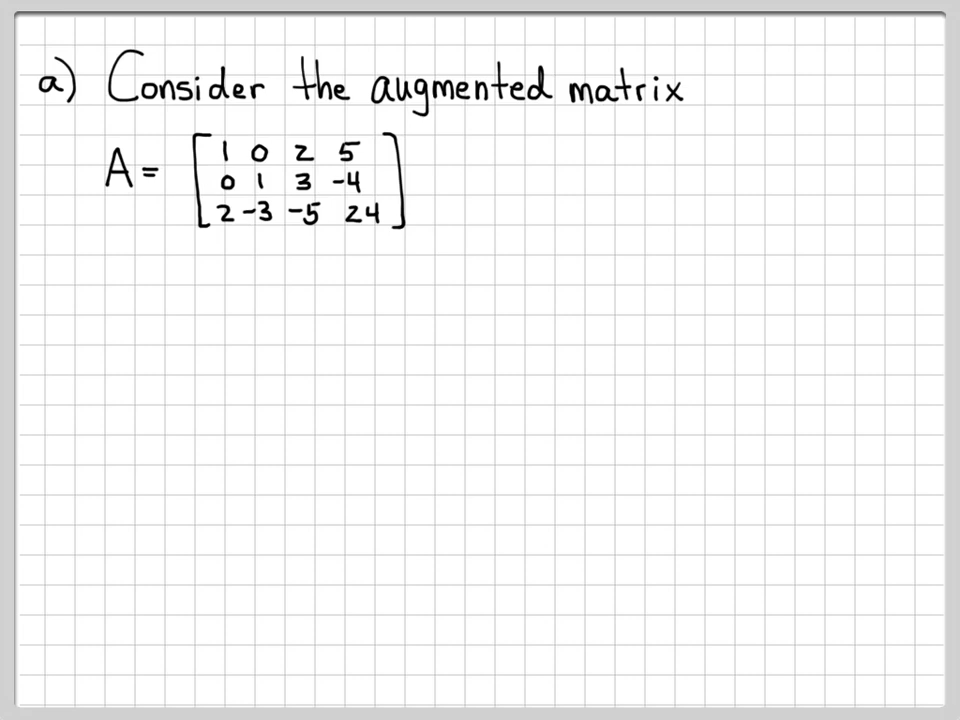 a) Consider the augmented matrix
A = [1 0 2 5
0 1 3 -4
2 -3 -5 24]